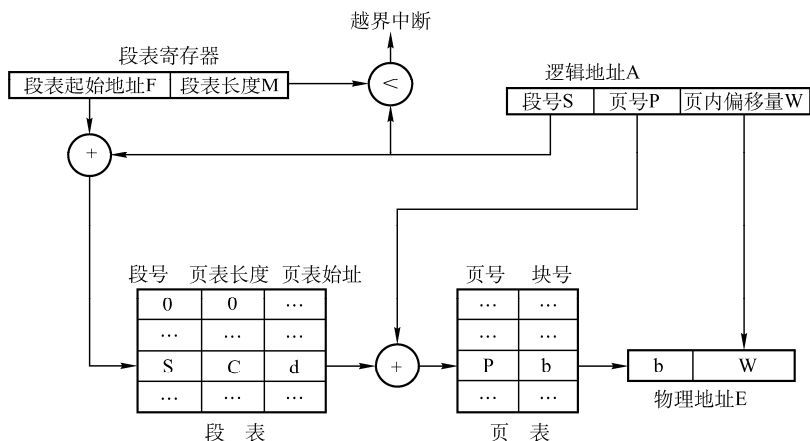 越界中断
段表寄存器
段表起始地址F 段表长度M
<
逻辑地址A
段号S 页号P 页内偏移量W
+
段号 页表长度 页表始址
0 0 …
… … …
S C d
… … …
段 表
+
页号 块号
… …
… …
P b
… …
页 表
b W
物理地址E